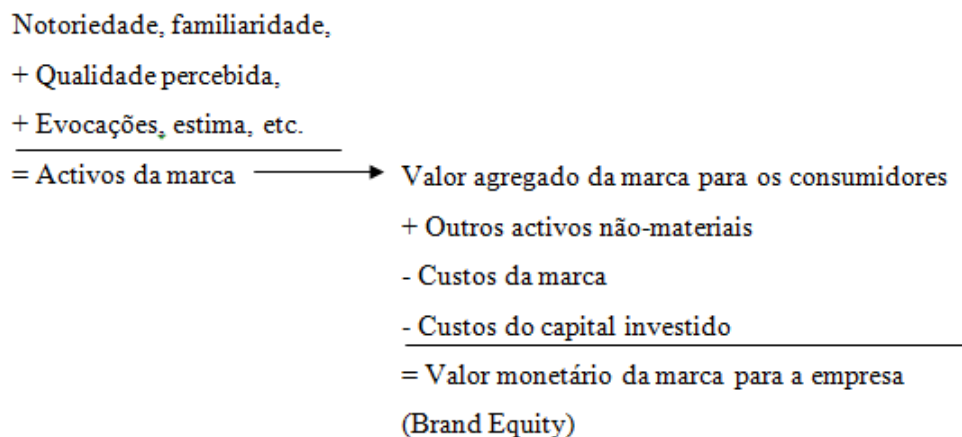 Notoriedade, familiaridade,
+ Qualidade percebida,
+ Evocações, estima, etc.
= Activos da marca
Valor agregado da marca para os consumidores
+ Outros activos não-materiais
- Custos da marca
- Custos do capital investido
= Valor monetário da marca para a empresa
(Brand Equity)